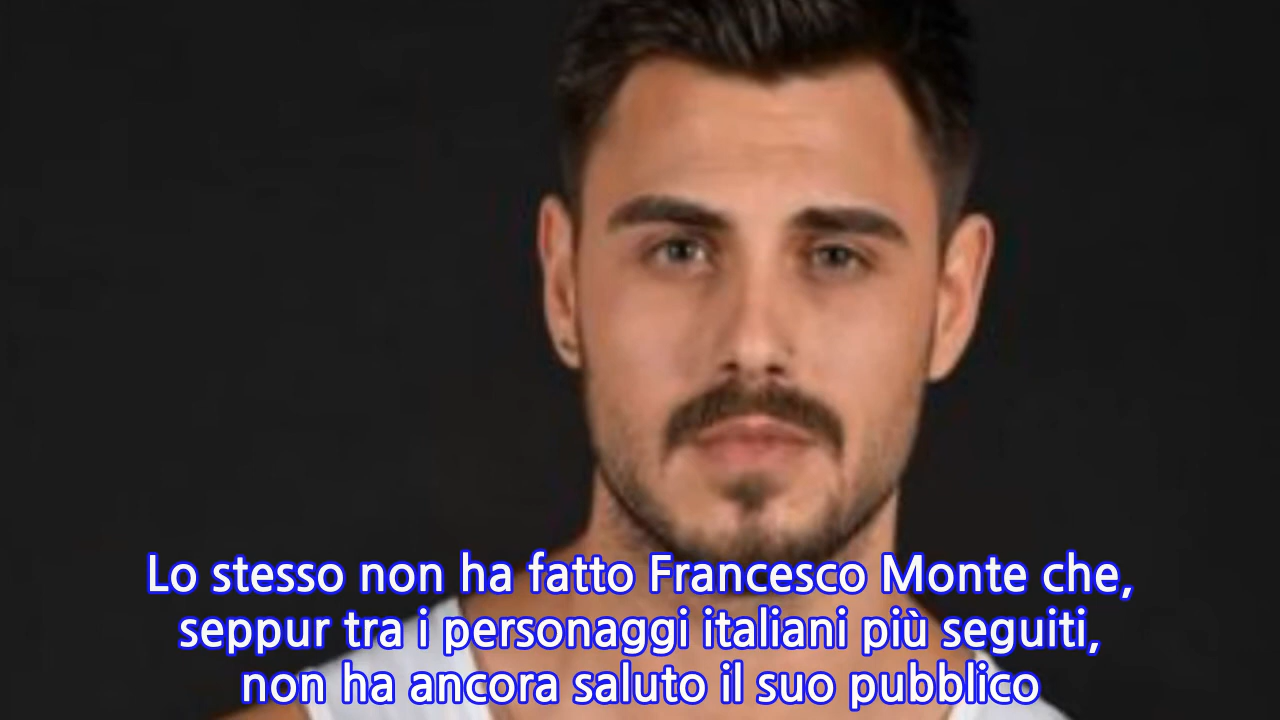 Lo stesso non ha fatto Francesco Monte che,
seppur tra i personaggi italiani più seguiti,
non ha ancora saluto il suo pubblico